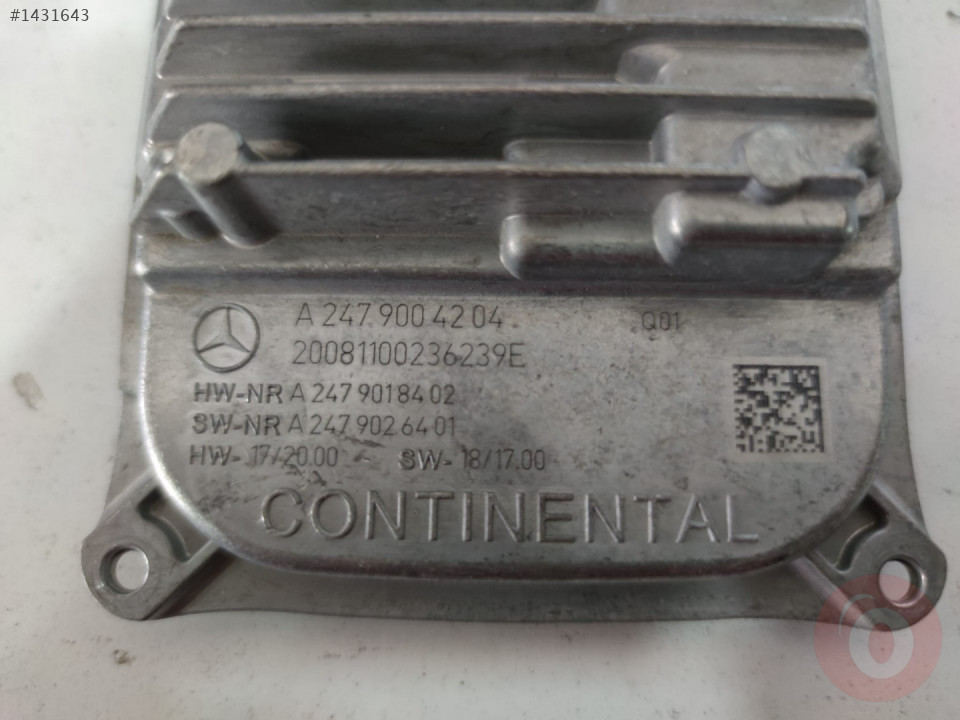 #1431643
A 247 900 42 04
Q01
20081100236239E
HW-NR A 247 901 84 02
SW-NR A 247 902 64 01
HW- 17/20.00 SW- 18/17.00
CONTINENTAL